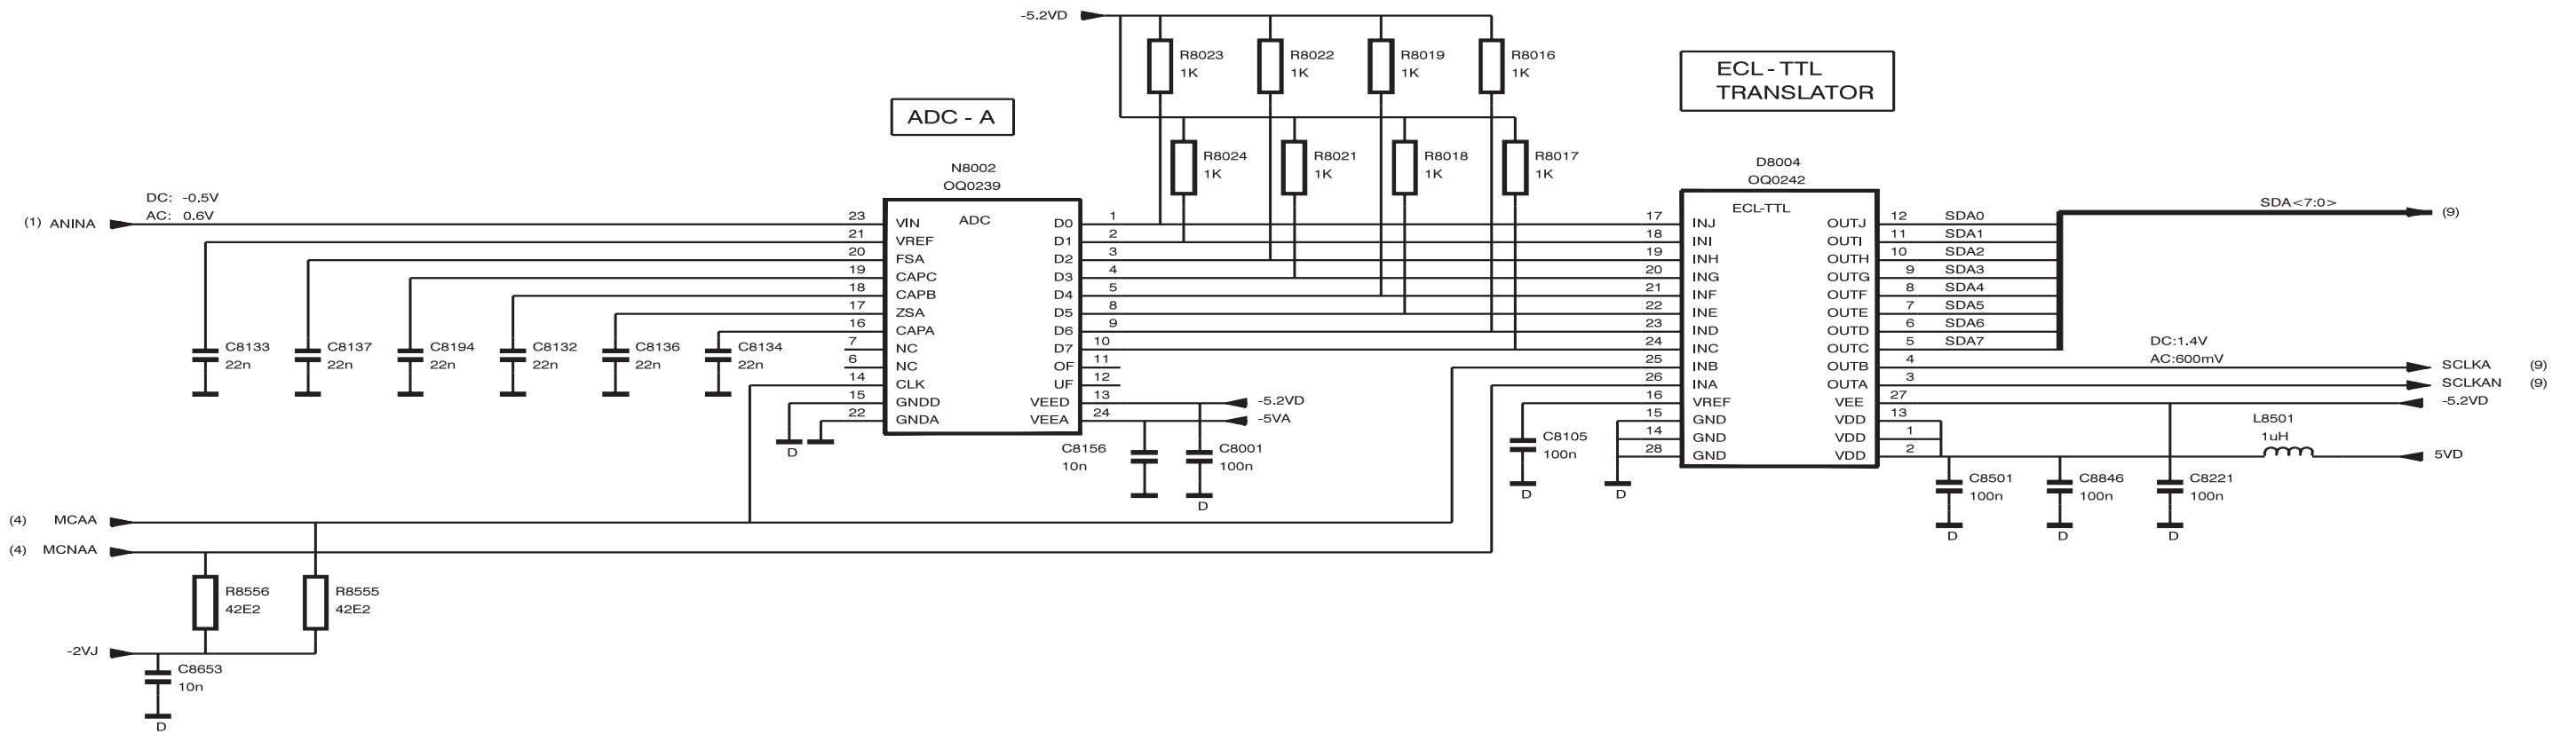 -5.2VD
R8023
1K
R8022
1K
R8019
1K
R8016
1K
ECL - TTL
TRANSLATOR
ADC - A
R8024
1K
R8021
1K
R8018
1K
R8017
1K
N8002
OQ0239
D8004
OQ0242
DC: -0.5V
AC: 0.6V
(1) ANINA
ADC
23 VIN D0 1
21 VREF D1 2
20 FSA D2 3
19 CAPC D3 4
18 CAPB D4 5
17 ZSA D5 8
16 CAPA D6 9
7 NC D7 10
6 NC OF 11
14 CLK UF 12
15 GNDD VEED 13 -5.2VD
22 GNDA VEEA 24 -5VA
ECL-TTL
17 INJ OUTJ 12 SDA0
18 INI OUTI 11 SDA1
19 INH OUTH 10 SDA2
20 ING OUTG 9 SDA3
21 INF OUTF 8 SDA4
22 INE OUTE 7 SDA5
23 IND OUTD 6 SDA6
24 INC OUTC 5 SDA7
25 INB OUTB 4 SCLKA (9)
26 INA OUTA 3 SCLKAN (9)
16 VREF VEE 27 -5.2VD
15 GND VDD 13
14 GND VDD 1
28 GND VDD 2 5VD
SDA<7:0> (9)
DC:1.4V
AC:600mV
L8501
1uH
C8133
22n
C8137
22n
C8194
22n
C8132
22n
C8136
22n
C8134
22n
D
C8156
10n
C8001
100n
D
C8105
100n
D
D
C8501
100n
D
C8846
100n
D
C8221
100n
D
(4) MCAA
(4) MCNAA
R8556
42E2
R8555
42E2
-2VJ
C8653
10n
D